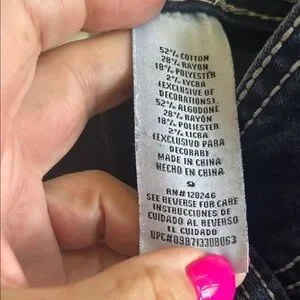 52% COTTON
28% RAYON
18% POLYESTER
2% LYCRA
(EXCLUSIVE OF
DECORATIONS)
52% ALGODONE
28% RAYÓN
18% POLIESTER
2% LICRA
(EXCLUSIVO PARA
DECORAR)
MADE IN CHINA
HECHO EN CHINA
9
RN#120246
SEE REVERSE FOR CARE
INSTRUCCIONES DE
CUIDADO AL REVERSO
EL CUIDADO
UPC#098713308063